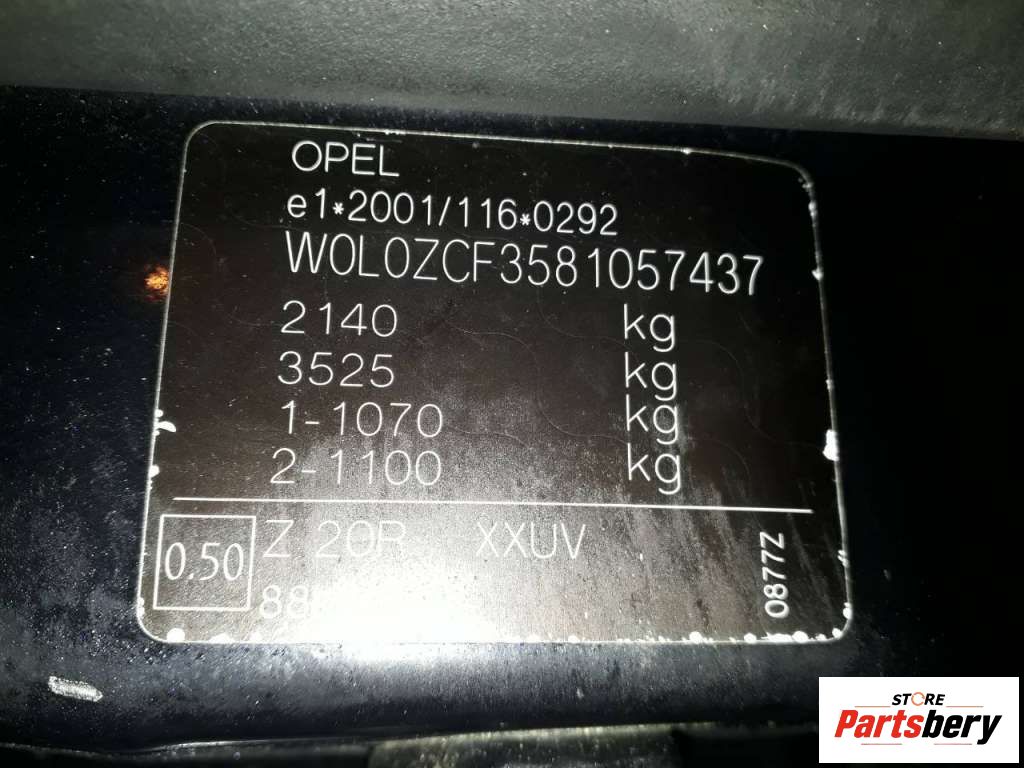 OPEL
e1*2001/116*0292
W0L0ZCF3581057437
2140 kg
3525 kg
1-1070 kg
2-1100 kg
0.50 Z 20R XXUV
0877Z
STORE
Partsbery